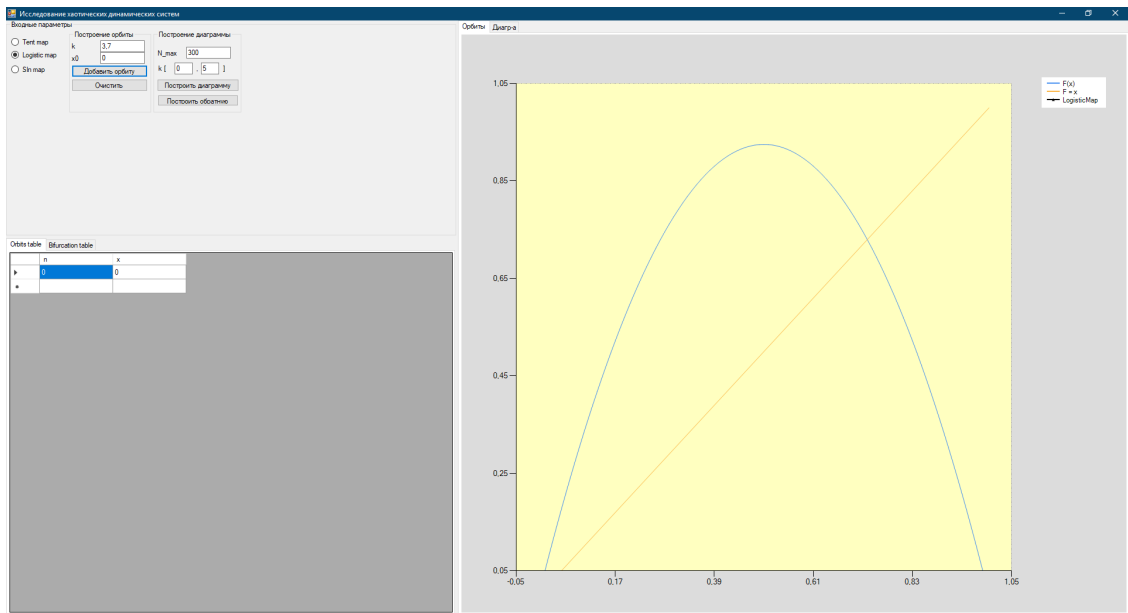 Исследование хаотических динамических систем
Входные параметры
Tent map
Logistic map
SIn map
Построение орбиты
k 3,7
x0 0
Добавить орбиту
Очистить
Построение диаграммы
N_max 300
k [ 0 , 5 ]
Построить диаграмму
Построить обоатнию
Orbits table Bifurcation table
n x
0 0
Орбиты Диагр-а
1,05
0,85
0,65
0,45
0,25
0,05
-0,05 0,17 0,39 0,61 0,83 1,05
F(x)
F = x
LogisticMap